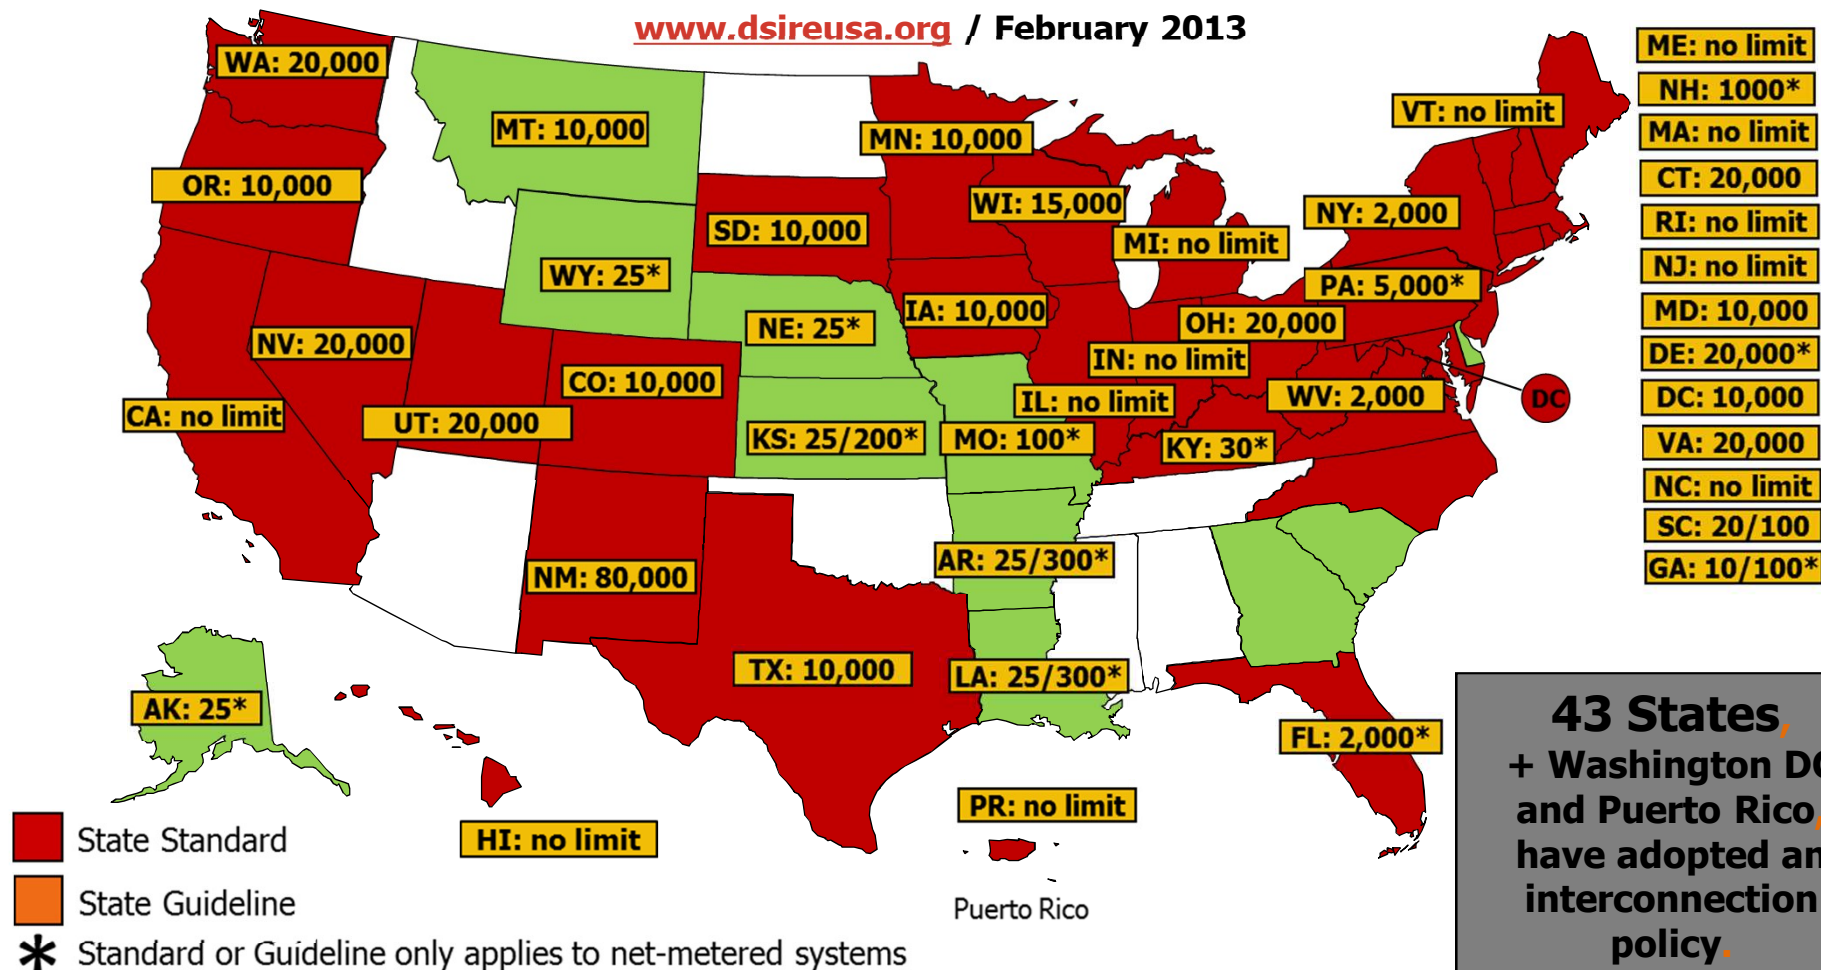 www.dsireusa.org / February 2013
WA: 20,000
MT: 10,000
MN: 10,000
VT: no limit
ME: no limit
NH: 1000*
MA: no limit
OR: 10,000
SD: 10,000
WI: 15,000
MI: no limit
NY: 2,000
CT: 20,000
RI: no limit
NJ: no limit
WY: 25*
NE: 25*
IA: 10,000
PA: 5,000*
OH: 20,000
MD: 10,000
NV: 20,000
CO: 10,000
IN: no limit
DE: 20,000*
CA: no limit
UT: 20,000
KS: 25/200*
MO: 100*
IL: no limit
KY: 30*
WV: 2,000
DC
DC: 10,000
VA: 20,000
NC: no limit
SC: 20/100
GA: 10/100*
NM: 80,000
AR: 25/300*
TX: 10,000
LA: 25/300*
AK: 25*
FL: 2,000*
HI: no limit
PR: no limit
Puerto Rico
State Standard
State Guideline
* Standard or Guideline only applies to net-metered systems
43 States,
+ Washington DC
and Puerto Rico,
have adopted an
interconnection
policy.